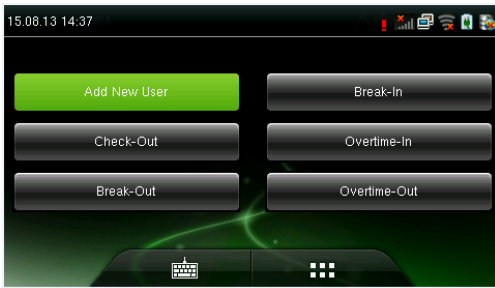 15.08.13 14:37
Add New User
Break-In
Check-Out
Overtime-In
Break-Out
Overtime-Out